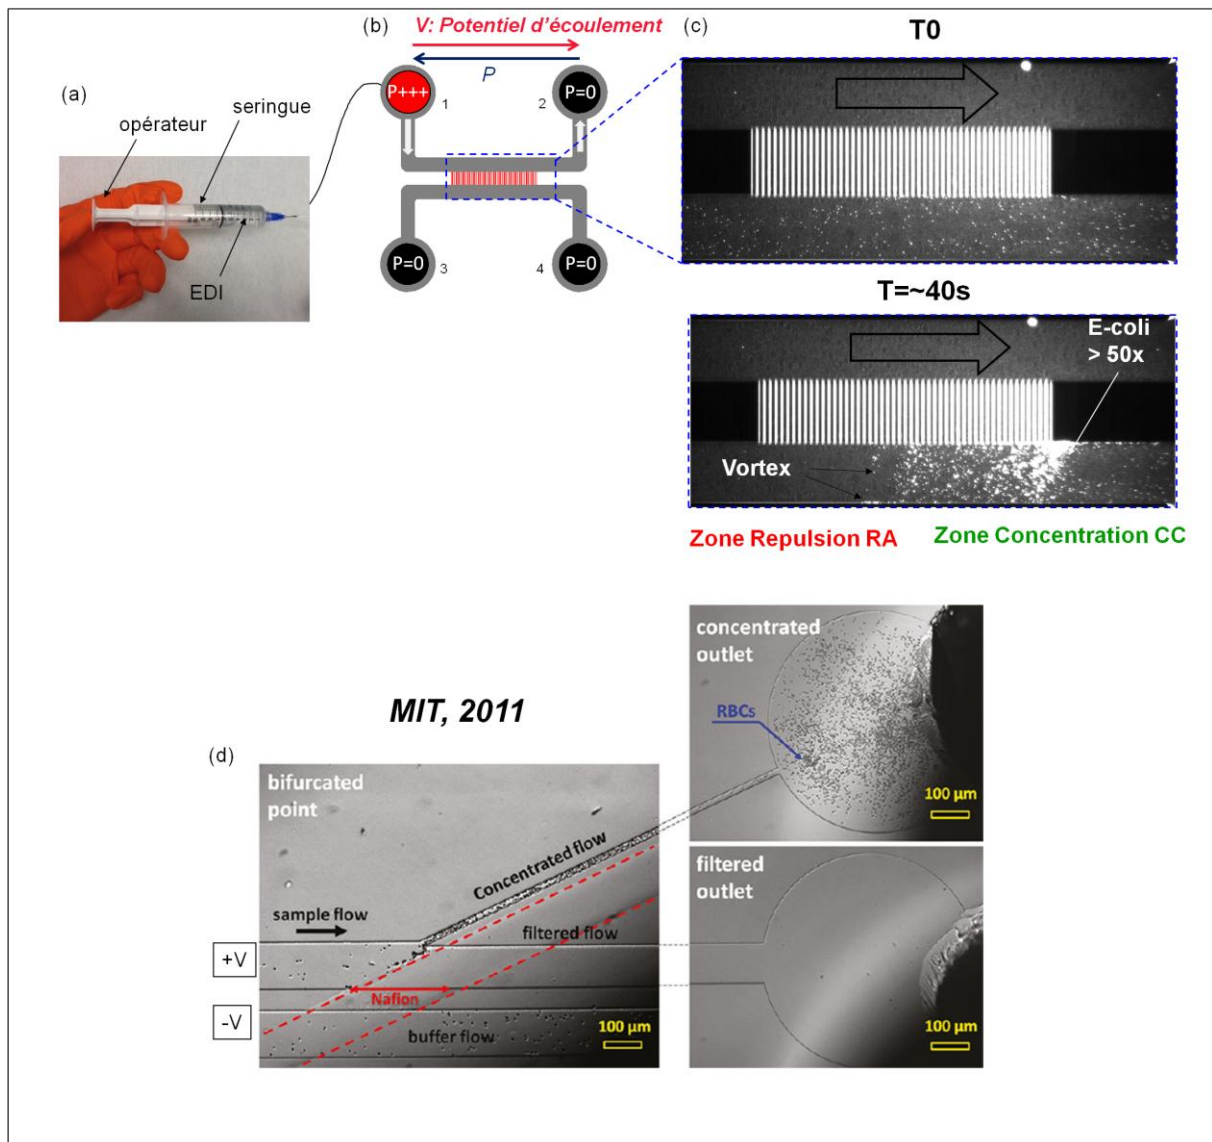 (a)
opérateur
seringue
EDI
(b)
V: Potentiel d'écoulement
P
P+++
1
2
P=0
P=0
3
4
P=0
(c)
T0
T=~40s
E-coli
> 50x
Vortex
Zone Repulsion RA
Zone Concentration CC
MIT, 2011
(d)
bifurcated
point
Concentrated flow
sample flow
filtered flow
+V
Nafion
-V
buffer flow
100 µm
concentrated
outlet
RBCs
100 µm
filtered
outlet
100 µm